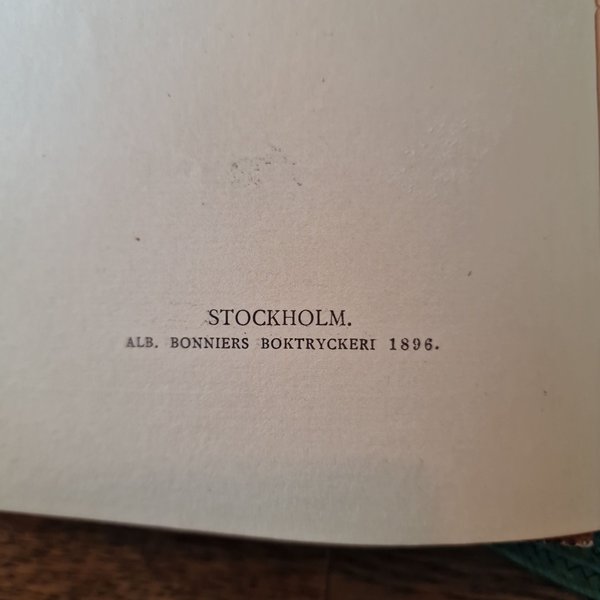 STOCKHOLM.
ALB. BONNIERS BOKTRYCKERI 1896.